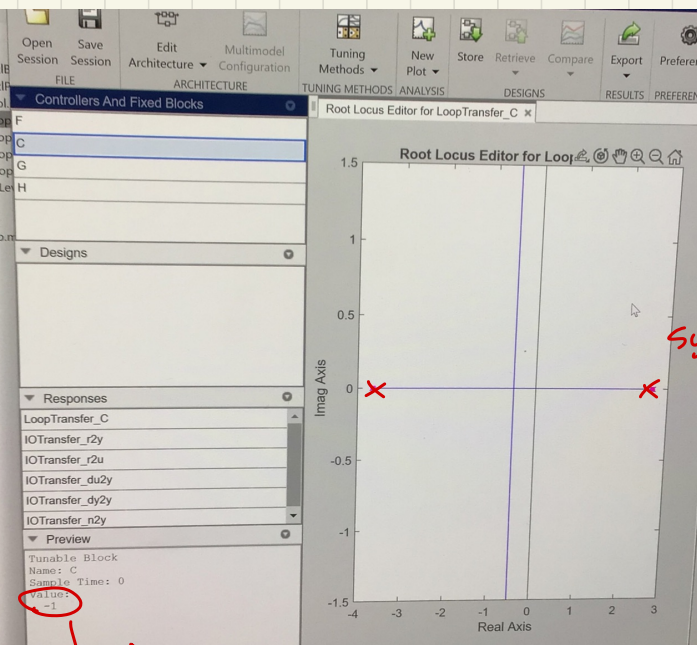 Open
Session
Save
Session
FILE
Edit
Architecture
Multimodel
Configuration
ARCHITECTURE
Tuning
Methods
TUNING METHODS
New
Plot
ANALYSIS
Store
Retrieve
Compare
DESIGNS
Export
RESULTS
Controllers And Fixed Blocks
F
C
G
H
Designs
Responses
LoopTransfer_C
IOTransfer_r2y
IOTransfer_r2u
IOTransfer_du2y
IOTransfer_dy2y
IOTransfer_n2y
Preview
Tunable Block
Name: C
Sample Time: 0
Value:
-1
Root Locus Editor for LoopTransfer_C
Root Locus Editor for
1.5
1
0.5
0
-0.5
-1
-1.5
Imag Axis
-4 -3 -2 -1 0 1 2 3
Real Axis